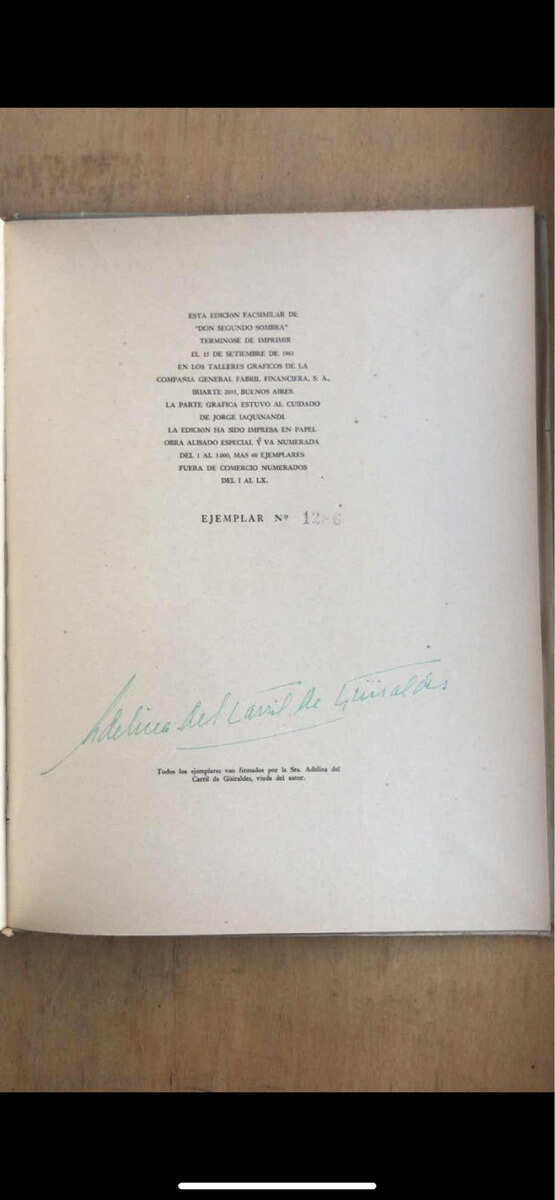 ESTA EDICION FACSIMILAR DE
"DON SEGUNDO SOMBRA"
TERMINOSE DE IMPRIMIR
EL 15 DE SETIEMBRE DE
EN LOS TALLERES GRAFICOS DE LA
COMPAÑIA GENERAL FABRIL FINANCIERA, S. A.,
IRIARTE 2035, BUENOS AIRES.
LA PARTE GRAFICA ESTUVO AL CUIDADO
DE JORGE IAQUINANDI.
LA EDICION HA SIDO IMPRESA EN PAPEL
OBRA ALISADO ESPECIAL Y VA NUMERADA
DEL 1 AL MAS 60 EJEMPLARES
FUERA DE COMERCIO NUMERADOS
DEL I AL LX.
EJEMPLAR Nº 1286
Adelina del Carril de Güiraldes
Todos los ejemplares van firmados por la Sra. Adelina del
Carril de Güiraldes, viuda del autor.